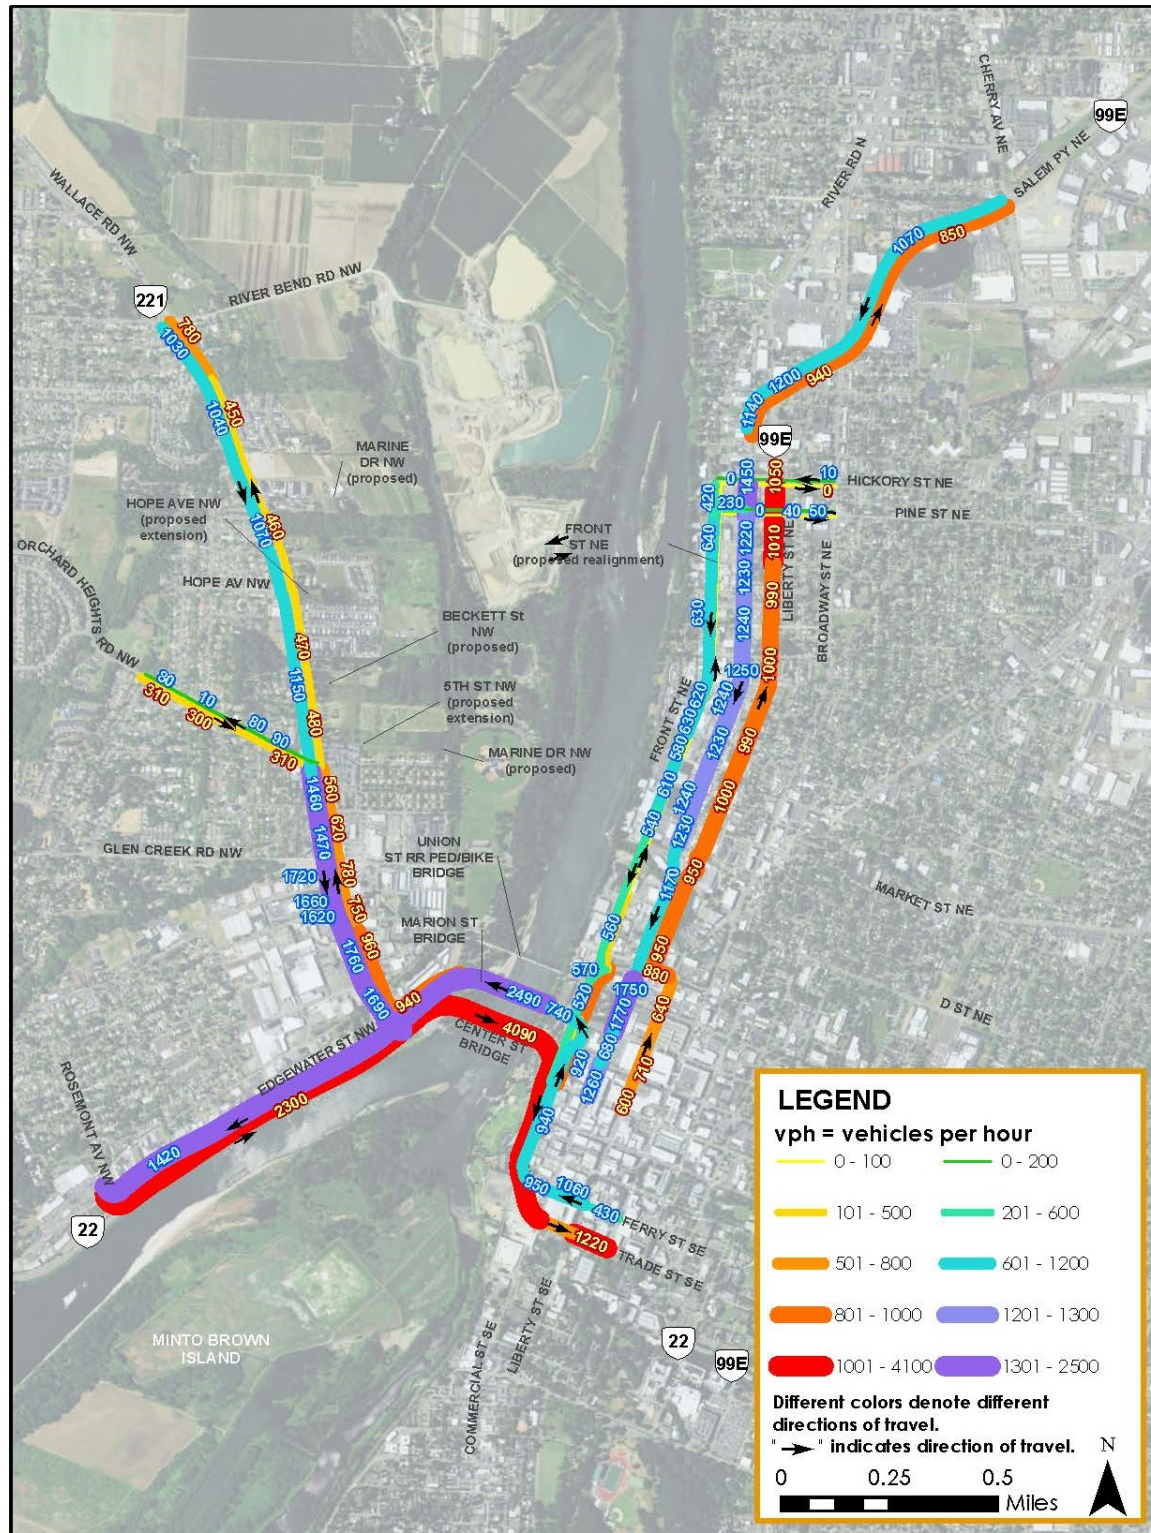 CHERRY AV NE
99E
SALEM PY NE
RIVER RD N
WALLACE RD NW
RIVER BEND RD NW
221
1070
850
780
1030
1200
940
1140
450
1040
99E
MARINE
DR NW
(proposed)
0
1450
1050
10
HICKORY ST NE
0
420
230
0
40
50
PINE ST NE
HOPE AVE NW
(proposed
extension)
460
1070
FRONT
ST NE
(proposed realignment)
640
1220
1010
LIBERTY ST NE
BROADWAY ST NE
ORCHARD HEIGHTS RD NW
HOPE AV NW
1230
990
BECKETT St
NW
(proposed)
630
1240
470
1150
1250
1000
80
310
10
300
80
90
310
480
5TH ST NW
(proposed
extension)
620
1240
630
580
1230
990
FRONT ST NE
MARINE DR NW
(proposed)
560
1460
610
1240
1000
620
1470
540
1230
GLEN CREEK RD NW
UNION
ST RR PED/BIKE
BRIDGE
780
1720
1170
950
MARKET ST NE
1660
750
1620
MARION ST
BRIDGE
560
960
1760
950
570
880
1690
940
2490
740
520
1750
1770
640
D ST NE
CENTER ST
BRIDGE
4090
680
EDGEWATER ST NW
920
1260
710
600
2300
940
ROSEMONT AV NW
1420
22
950
1060
430
FERRY ST SE
1220
TRADE ST SE
MINTO BROWN
ISLAND
COMMERCIAL ST SE
LIBERTY ST SE
22
99E
LEGEND
vph = vehicles per hour
0 - 100
0 - 200
101 - 500
201 - 600
501 - 800
601 - 1200
801 - 1000
1201 - 1300
1001 - 4100
1301 - 2500
Different colors denote different
directions of travel.
" " indicates direction of travel.
N
0
0.25
0.5
Miles